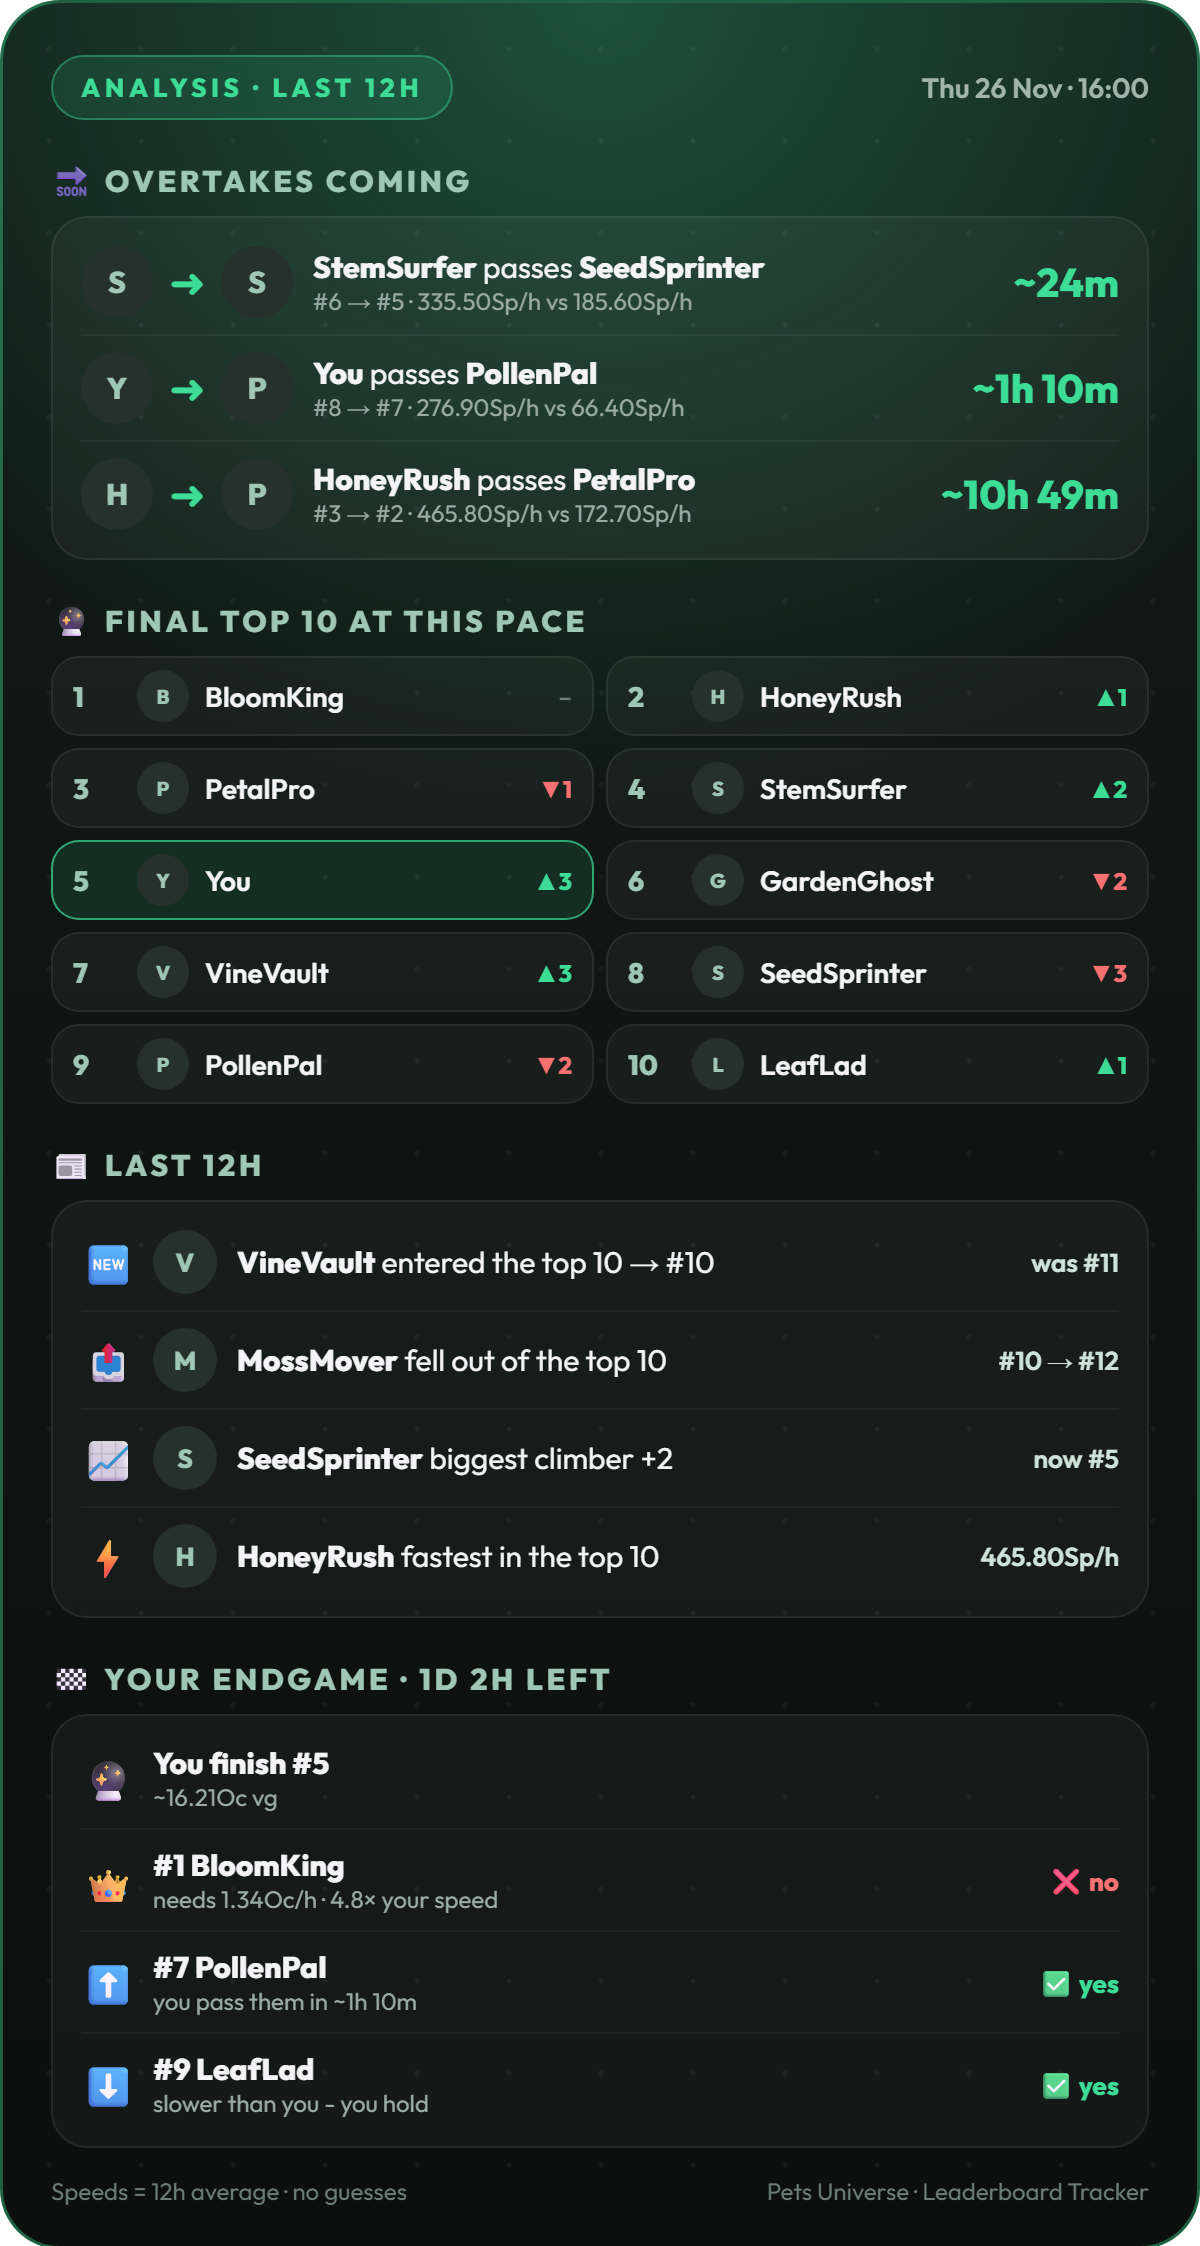 ANALYSIS · LAST 12H
Thu 26 Nov · 16:00
SOON OVERTAKES COMING
S → S StemSurfer passes SeedSprinter ~24m
#6 → #5 · 335.50Sp/h vs 185.60Sp/h
Y → P You passes PollenPal ~1h 10m
#8 → #7 · 276.90Sp/h vs 66.40Sp/h
H → P HoneyRush passes PetalPro ~10h 49m
#3 → #2 · 465.80Sp/h vs 172.70Sp/h
FINAL TOP 10 AT THIS PACE
1 B BloomKing –
2 H HoneyRush ▲1
3 P PetalPro ▼1
4 S StemSurfer ▲2
5 Y You ▲3
6 G GardenGhost ▼2
7 V VineVault ▲3
8 S SeedSprinter ▼3
9 P PollenPal ▼2
10 L LeafLad ▲1
LAST 12H
NEW V VineVault entered the top 10 → #10 was #11
M MossMover fell out of the top 10 #10 → #12
S SeedSprinter biggest climber +2 now #5
H HoneyRush fastest in the top 10 465.80Sp/h
YOUR ENDGAME · 1D 2H LEFT
You finish #5
~16.21Oc vg
#1 BloomKing
needs 1.34Oc/h · 4.8× your speed
❌ no
#7 PollenPal
you pass them in ~1h 10m
✅ yes
#9 LeafLad
slower than you - you hold
✅ yes
Speeds = 12h average · no guesses
Pets Universe · Leaderboard Tracker